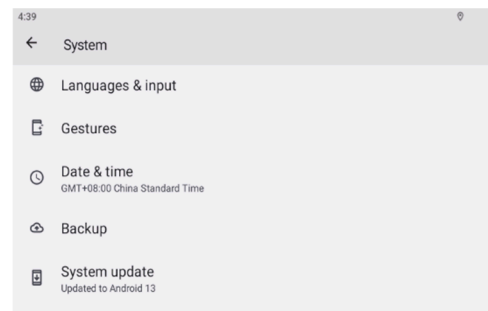 4:39
System
Languages & input
Gestures
Date & time
GMT+08:00 China Standard Time
Backup
System update
Updated to Android 13